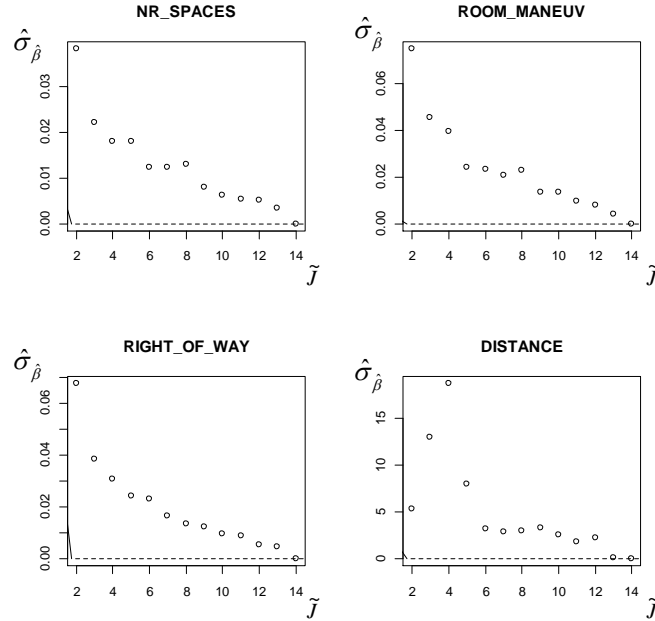 NR_SPACES
σ̂_β̂
0.00 0.01 0.02 0.03
2 4 6 8 10 12 14
J̃
ROOM_MANEUV
σ̂_β̂
0.00 0.02 0.04 0.06
2 4 6 8 10 12 14
J̃
RIGHT_OF_WAY
σ̂_β̂
0.00 0.02 0.04 0.06
2 4 6 8 10 12 14
J̃
DISTANCE
σ̂_β̂
0 5 10 15
2 4 6 8 10 12 14
J̃